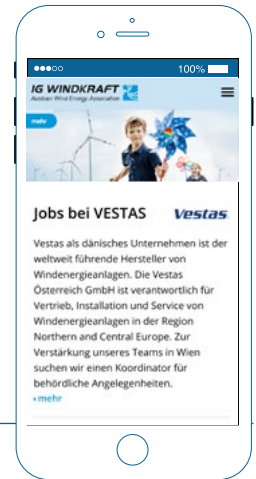 100%
IG WINDKRAFT
Austrian Wind Energy Association
mehr
Jobs bei VESTAS
Vestas
Vestas als dänisches Unternehmen ist der
weltweit führende Hersteller von
Windenergieanlagen. Die Vestas
Österreich GmbH ist verantwortlich für
Vertrieb, Installation und Service von
Windenergieanlagen in der Region
Northern and Central Europe. Zur
Verstärkung unseres Teams in Wien
suchen wir einen Koordinator für
behördliche Angelegenheiten.
› mehr